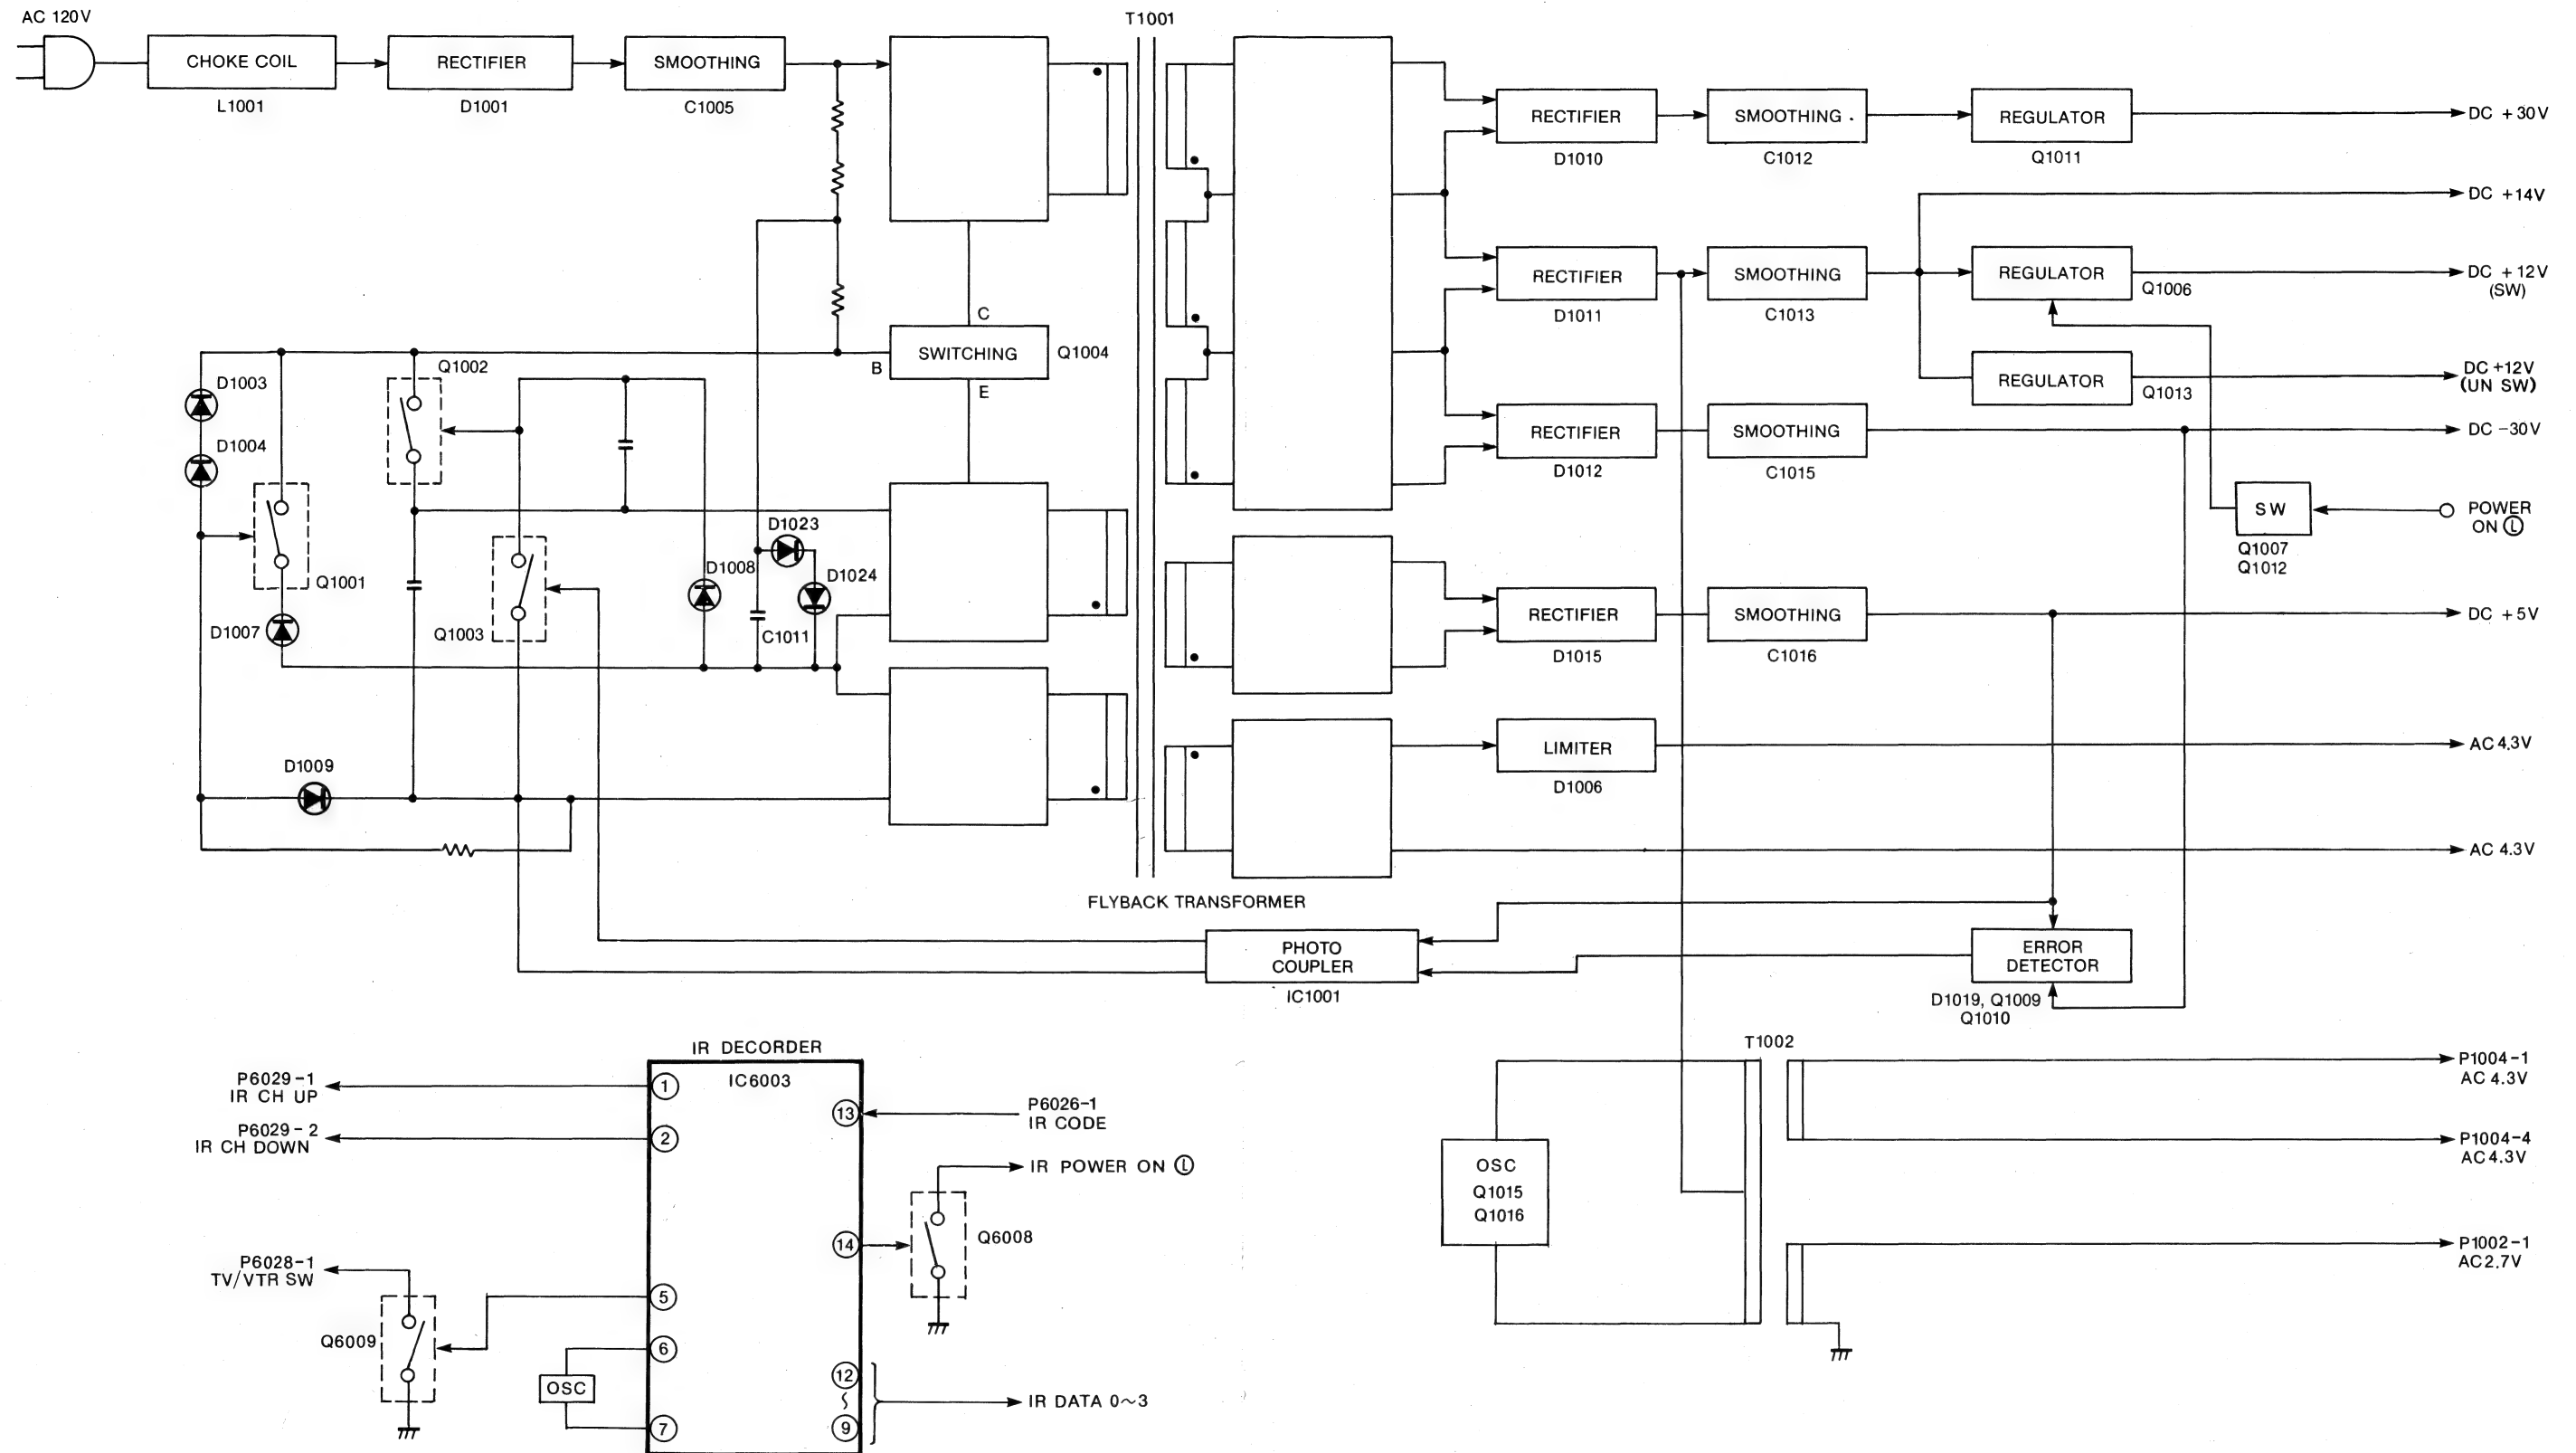 AC 120V
T1001
CHOKE COIL
L1001
RECTIFIER
D1001
SMOOTHING
C1005
RECTIFIER
D1010
SMOOTHING
C1012
REGULATOR
Q1011
DC +30V
DC +14V
C
SWITCHING
Q1004
B
E
RECTIFIER
D1011
SMOOTHING
C1013
REGULATOR
Q1006
DC +12V
(SW)
REGULATOR
Q1013
DC +12V
(UN SW)
D1003
D1004
Q1002
Q1001
D1007
Q1003
D1008
D1023
D1024
C1011
RECTIFIER
D1012
SMOOTHING
C1015
DC -30V
SW
Q1007
Q1012
POWER
ON Ⓛ
RECTIFIER
D1015
SMOOTHING
C1016
DC +5V
D1009
LIMITER
D1006
AC 4.3V
AC 4.3V
FLYBACK TRANSFORMER
PHOTO
COUPLER
IC1001
ERROR
DETECTOR
D1019, Q1009
Q1010
IR DECORDER
IC6003
P6029-1
IR CH UP
1
P6029-2
IR CH DOWN
2
13
P6026-1
IR CODE
IR POWER ON Ⓛ
14
Q6008
P6028-1
TV/VTR SW
5
Q6009
6
OSC
7
12
~
9
IR DATA 0~3
T1002
OSC
Q1015
Q1016
P1004-1
AC 4.3V
P1004-4
AC 4.3V
P1002-1
AC 2.7V